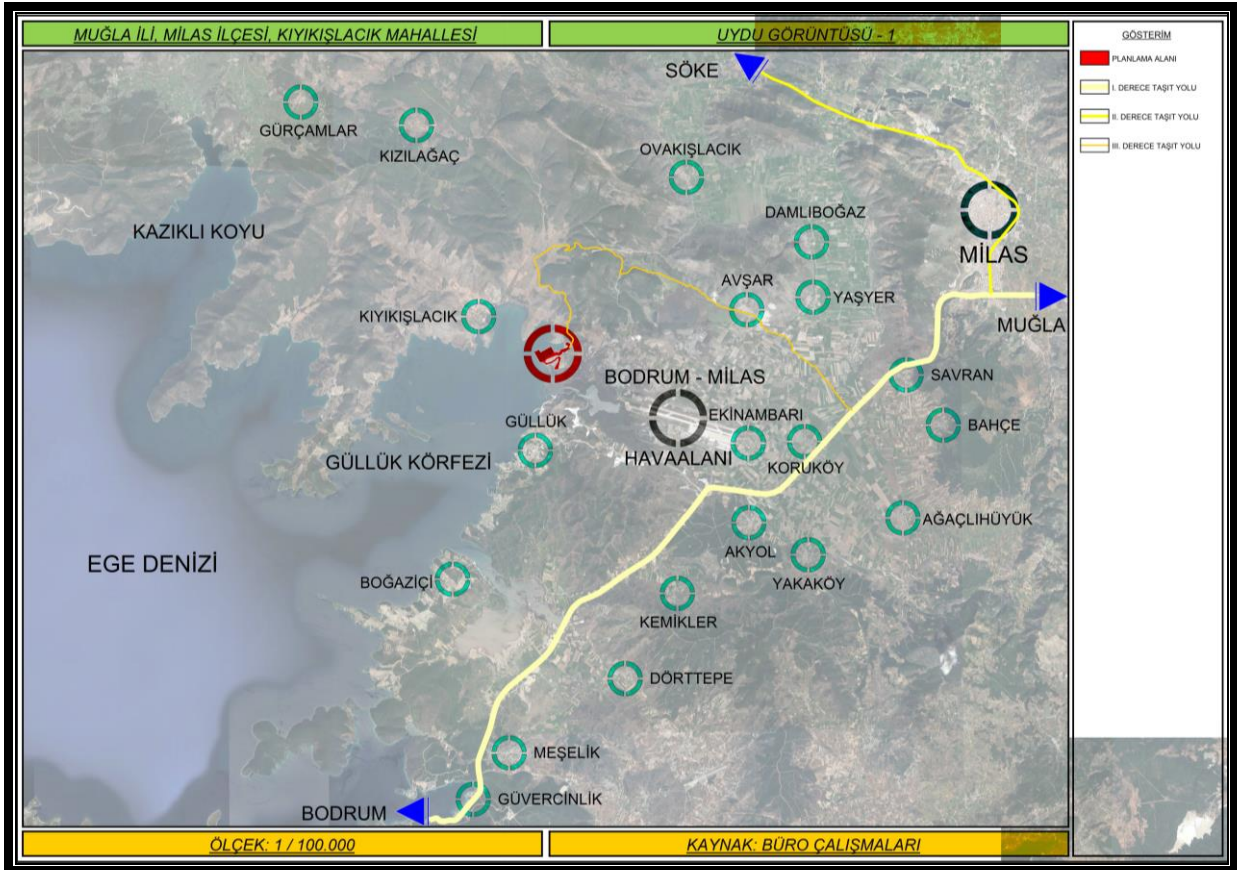 MUĞLA İLİ, MİLAS İLÇESİ, KIYIKIŞLACIK MAHALLESİ
UYDU GÖRÜNTÜSÜ - 1
GÖSTERİM
PLANLAMA ALANI
I. DERECE TAŞIT YOLU
II. DERECE TAŞIT YOLU
III. DERECE TAŞIT YOLU
SÖKE
GÜRÇAMLAR
KIZILAĞAÇ
OVAKIŞLACIK
DAMLIBOĞAZ
KAZIKLI KOYU
MİLAS
AVŞAR
YAŞYER
KIYIKIŞLACIK
MUĞLA
BODRUM - MİLAS
SAVRAN
EKİNAMBARI
GÜLLÜK
BAHÇE
HAVAALANI
GÜLLÜK KÖRFEZİ
KORUKÖY
AĞAÇLIHÜYÜK
AKYOL
EGE DENİZİ
BOĞAZİÇİ
YAKAKÖY
KEMİKLER
DÖRTTEPE
MEŞELİK
GÜVERCİNLİK
BODRUM
ÖLÇEK: 1 / 100.000
KAYNAK: BÜRO ÇALIŞMALARI